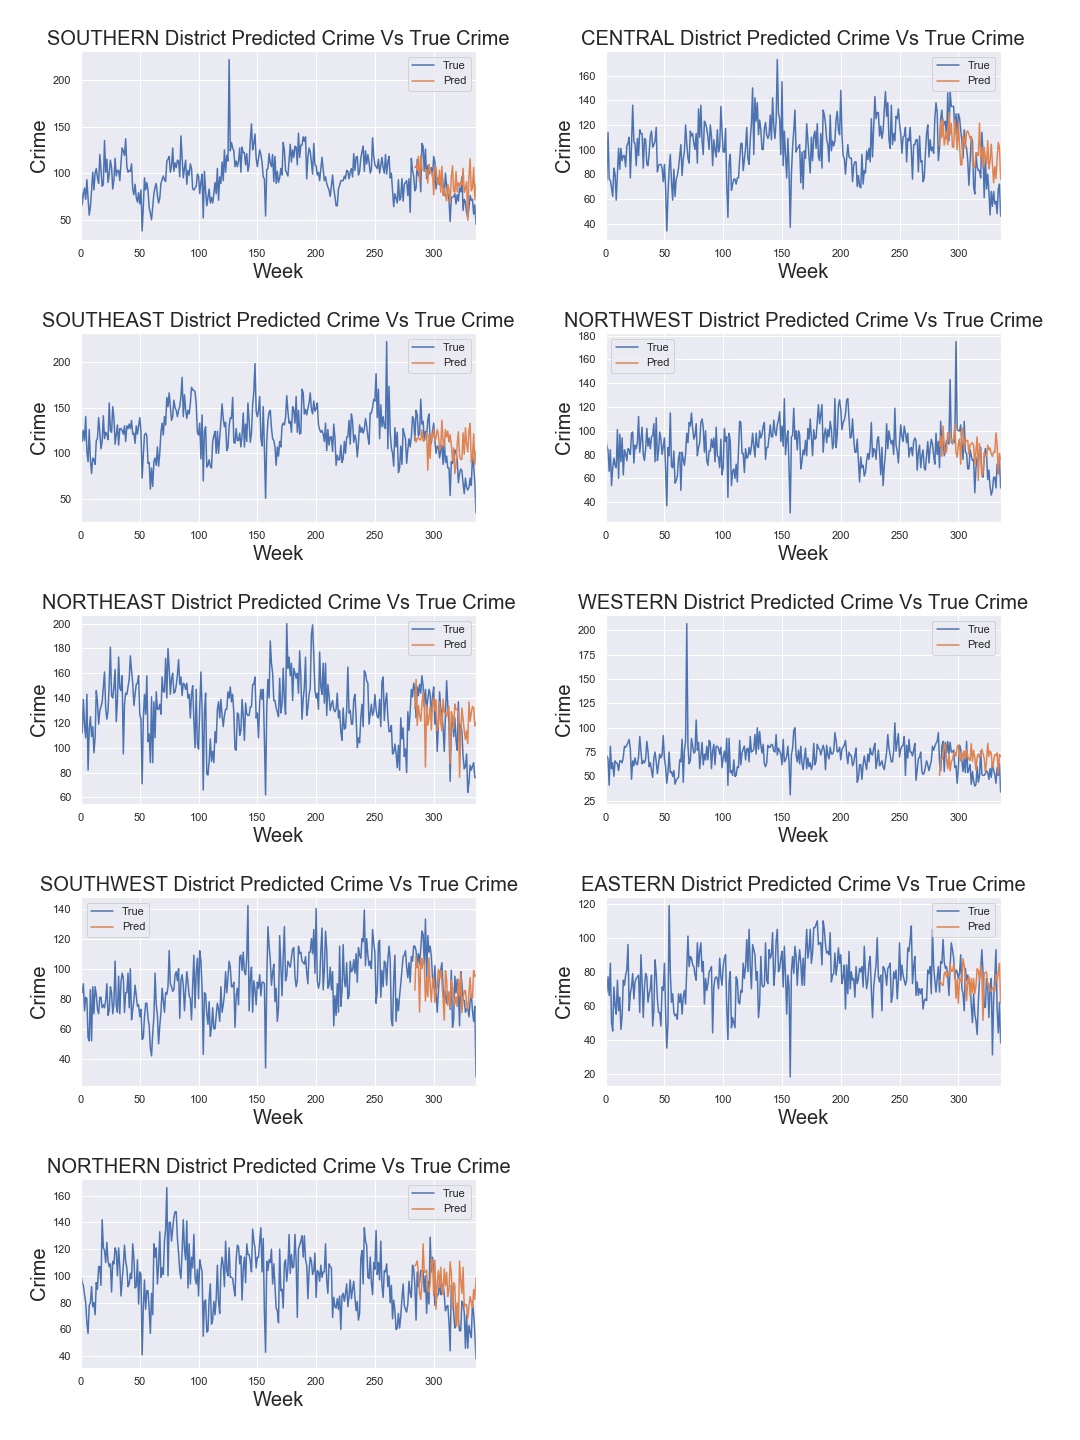 SOUTHERN District Predicted Crime Vs True Crime
True
Pred
200
150
100
50
Crime
0 50 100 150 200 250 300
Week
CENTRAL District Predicted Crime Vs True Crime
True
Pred
160
140
120
100
80
60
40
Crime
0 50 100 150 200 250 300
Week
SOUTHEAST District Predicted Crime Vs True Crime
True
Pred
200
150
100
50
Crime
0 50 100 150 200 250 300
Week
NORTHWEST District Predicted Crime Vs True Crime
True
Pred
180
160
140
120
100
80
60
40
Crime
0 50 100 150 200 250 300
Week
NORTHEAST District Predicted Crime Vs True Crime
True
Pred
200
180
160
140
120
100
80
60
Crime
0 50 100 150 200 250 300
Week
WESTERN District Predicted Crime Vs True Crime
True
Pred
200
175
150
125
100
75
50
25
Crime
0 50 100 150 200 250 300
Week
SOUTHWEST District Predicted Crime Vs True Crime
True
Pred
140
120
100
80
60
40
Crime
0 50 100 150 200 250 300
Week
EASTERN District Predicted Crime Vs True Crime
True
Pred
120
100
80
60
40
20
Crime
0 50 100 150 200 250 300
Week
NORTHERN District Predicted Crime Vs True Crime
True
Pred
160
140
120
100
80
60
40
Crime
0 50 100 150 200 250 300
Week